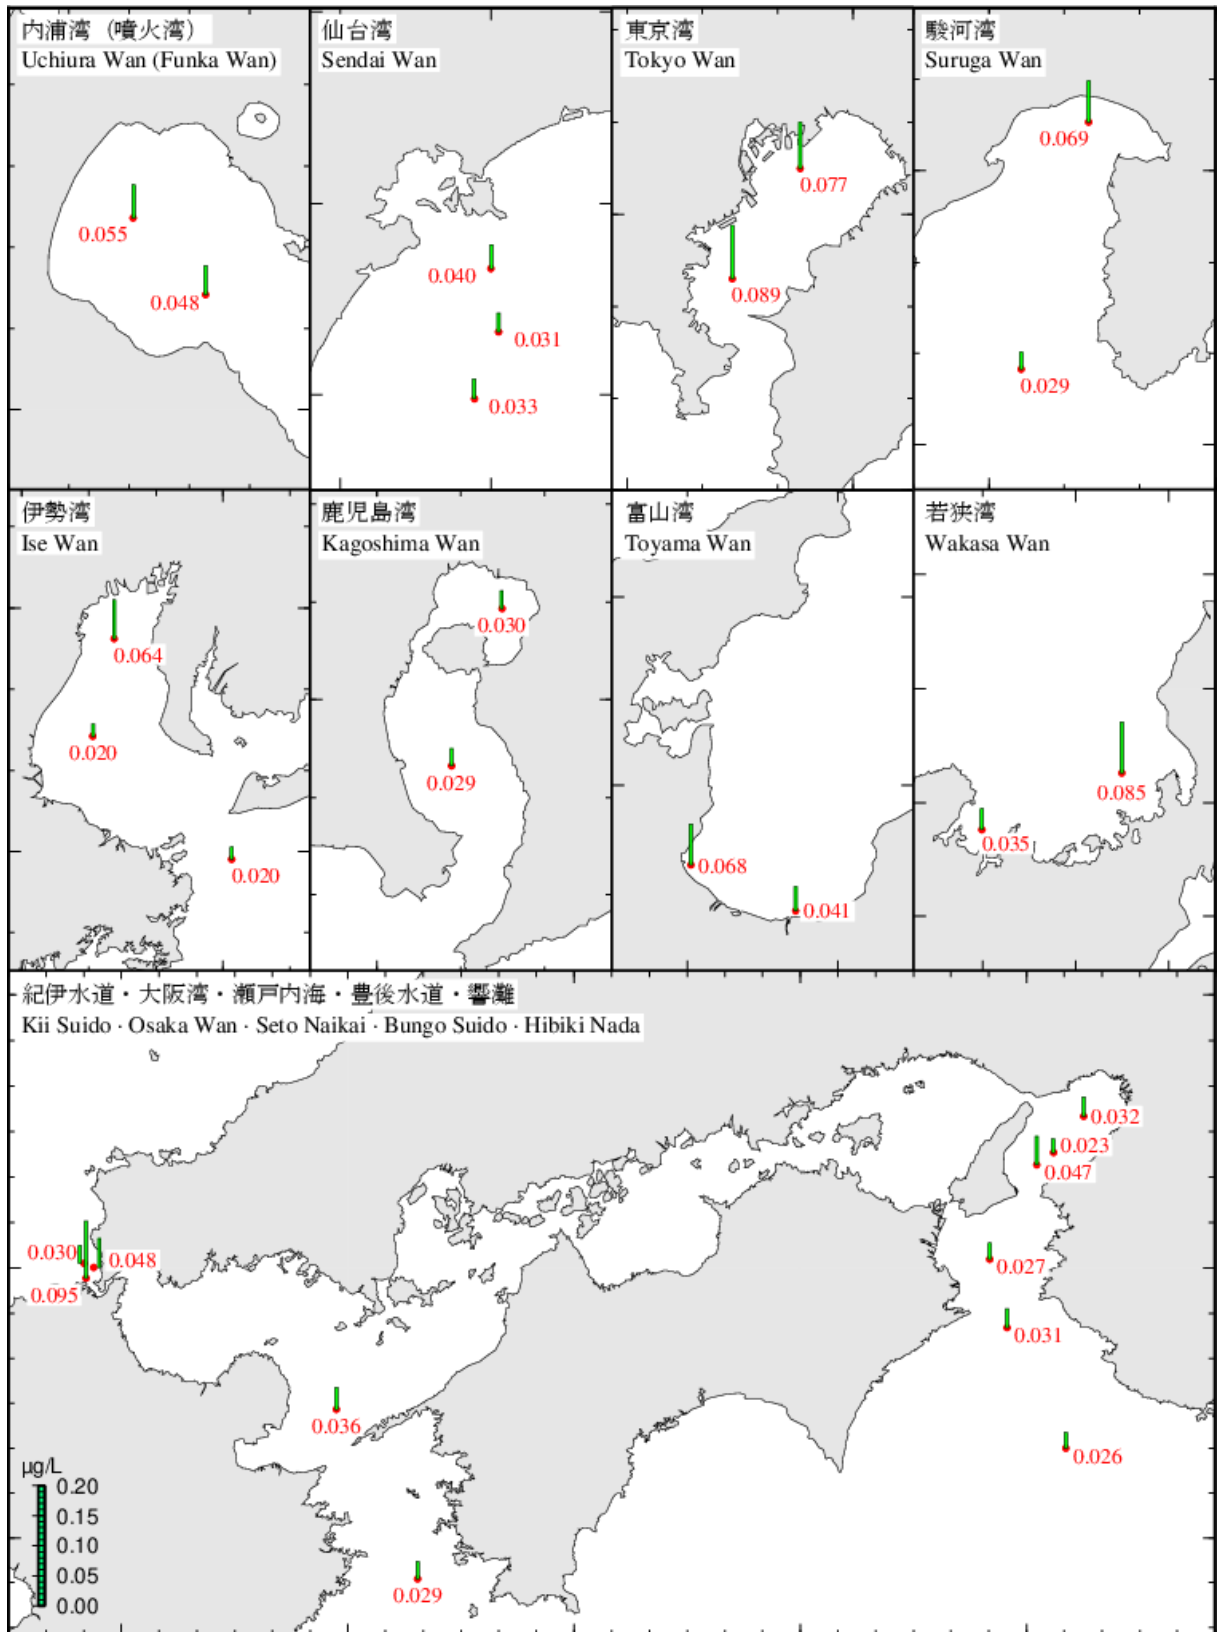 内浦湾（噴火湾）
Uchiura Wan (Funka Wan)
0.055
0.048
仙台湾
Sendai Wan
0.040
0.031
0.033
東京湾
Tokyo Wan
0.077
0.089
駿河湾
Suruga Wan
0.069
0.029
伊勢湾
Ise Wan
0.064
0.020
0.020
鹿児島湾
Kagoshima Wan
0.030
0.029
富山湾
Toyama Wan
0.068
0.041
若狭湾
Wakasa Wan
0.085
0.035
紀伊水道・大阪湾・瀬戸内海・豊後水道・響灘
Kii Suido · Osaka Wan · Seto Naikai · Bungo Suido · Hibiki Nada
0.032
0.023
0.047
0.030
0.048
0.095
0.027
0.031
0.036
0.026
0.029
μg/L
0.20
0.15
0.10
0.05
0.00